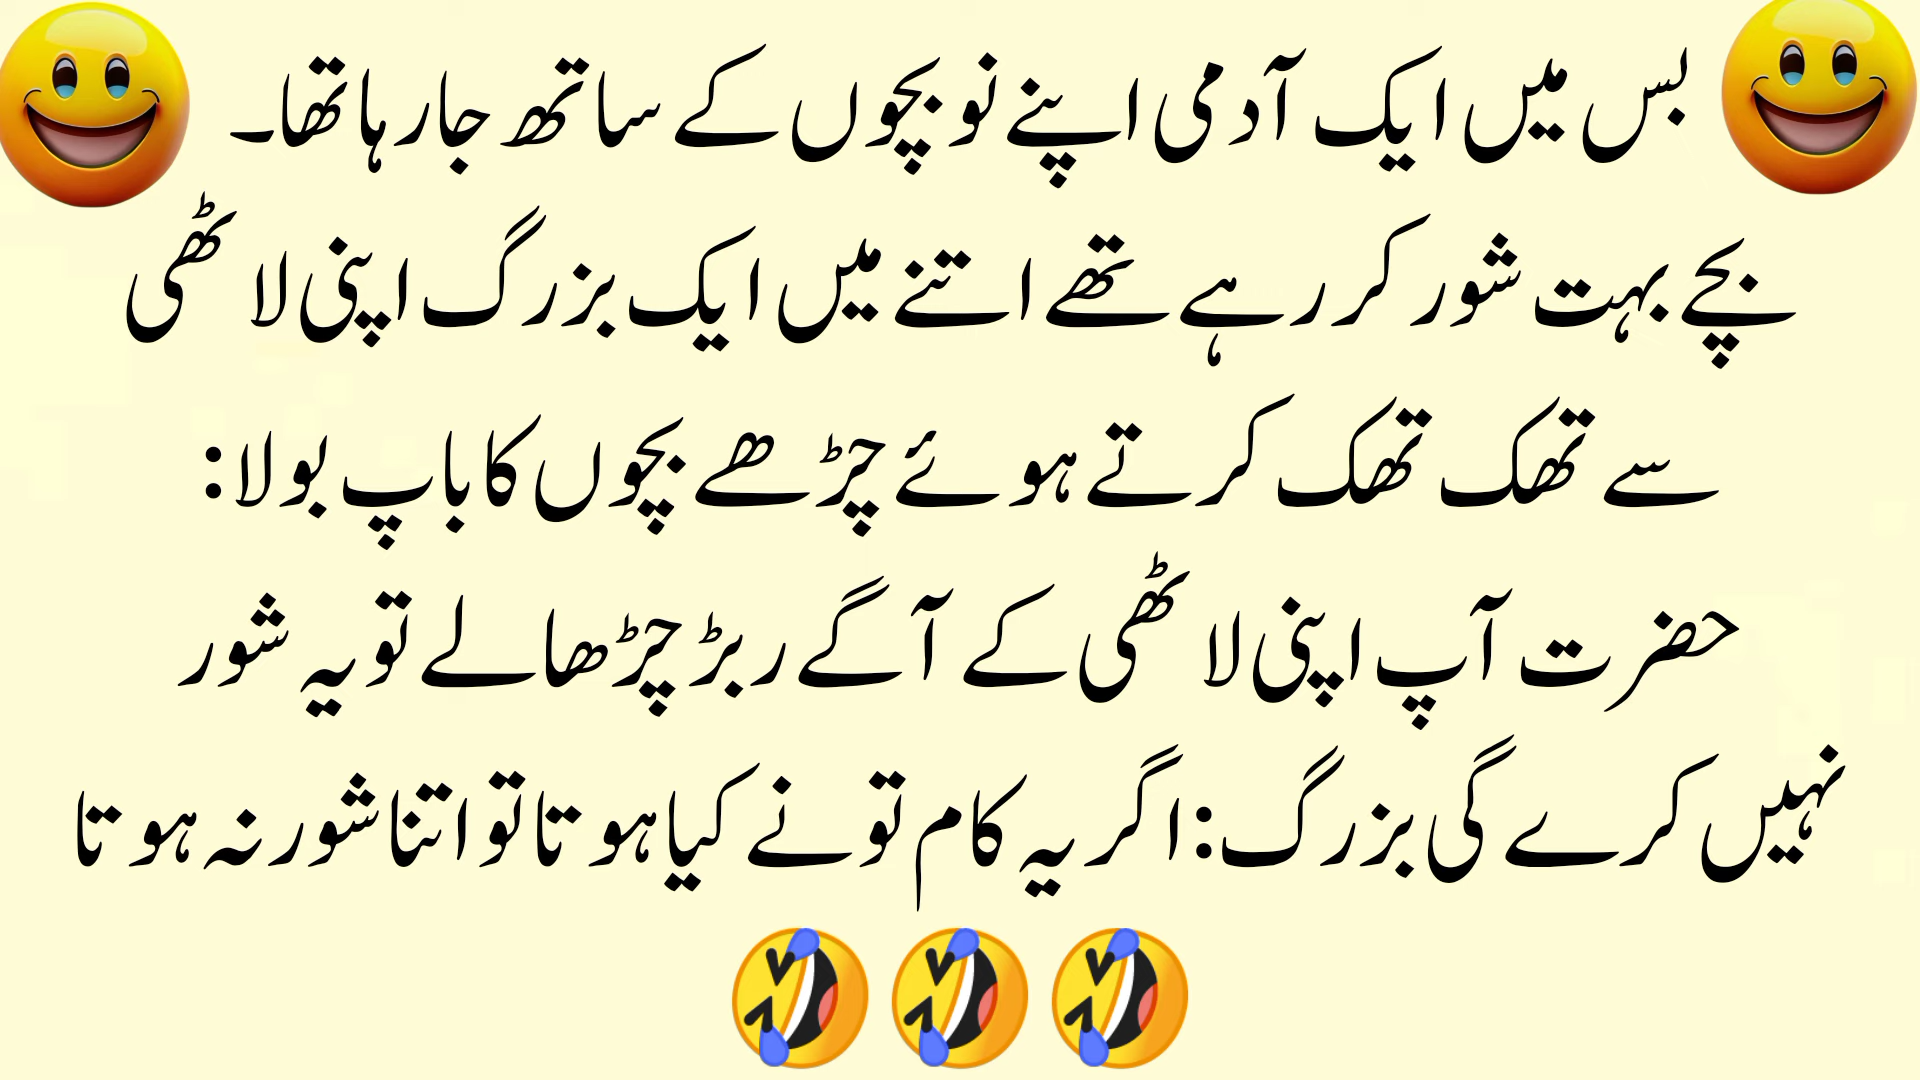 بس میں ایک آدمی اپنے نو بچوں کے ساتھ جا رہا تھا۔
بچے بہت شور کر رہے تھے اتنے میں ایک بزرگ اپنی لاٹھی
سے تھک تھک کرتے ہوئے چڑھے بچوں کا باپ بولا:
حضرت آپ اپنی لاٹھی کے آگے ربڑ چڑھا لے تو یہ شور
نہیں کرے گی بزرگ: اگر یہ کام تو نے کیا ہوتا تو اتنا شور نہ ہوتا
🤣🤣🤣